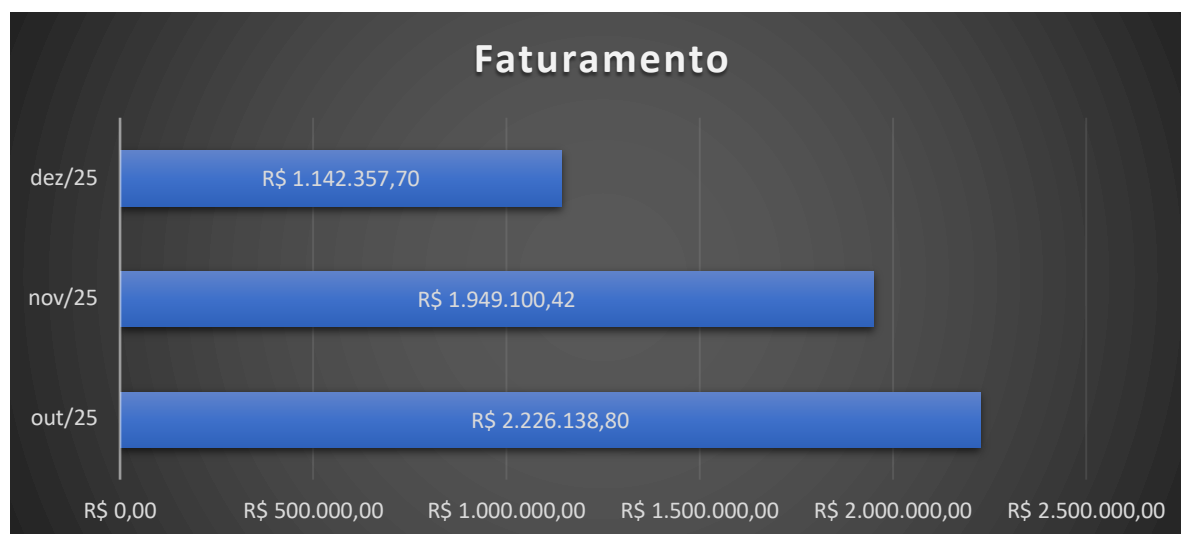 Faturamento
dez/25
R$ 1.142.357,70
nov/25
R$ 1.949.100,42
out/25
R$ 2.226.138,80
R$ 0,00 R$ 500.000,00 R$ 1.000.000,00 R$ 1.500.000,00 R$ 2.000.000,00 R$ 2.500.000,00